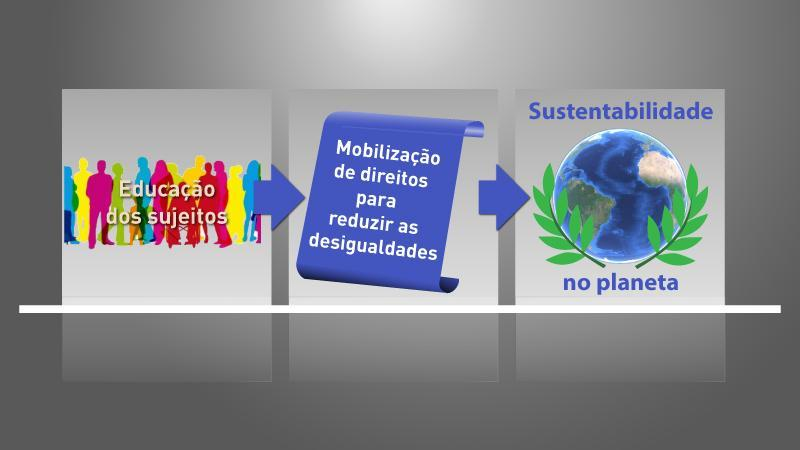 Educação
dos sujeitos
Mobilização
de direitos
para
reduzir as
desigualdades
Sustentabilidade
no planeta